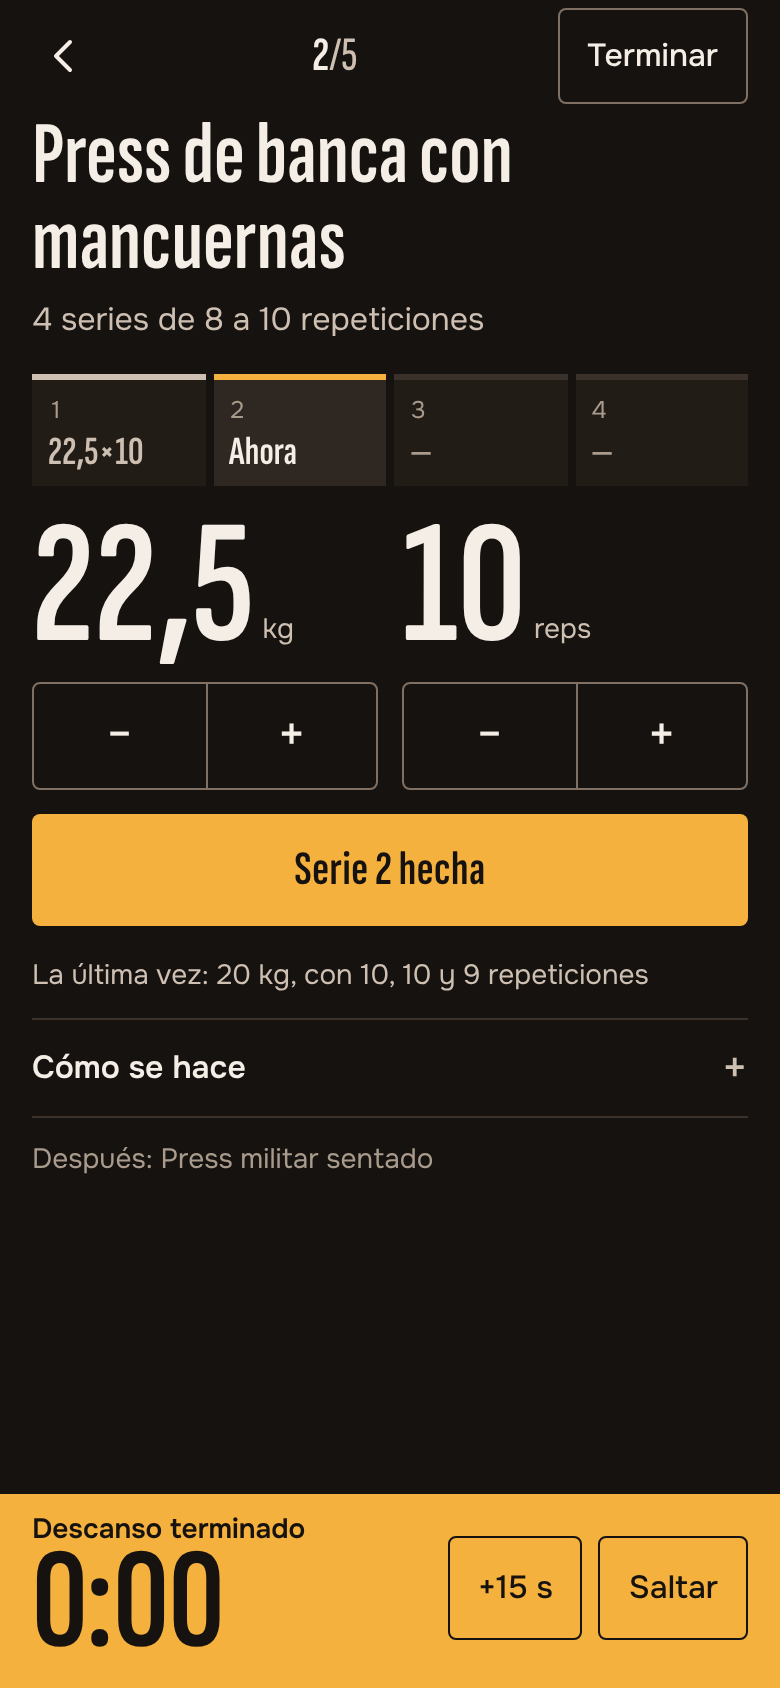 2/5
Terminar
Press de banca con
mancuernas
4 series de 8 a 10 repeticiones
1
22,5×10
2
Ahora
3
–
4
–
22,5 kg
10 reps
− +
− +
Serie 2 hecha
La última vez: 20 kg, con 10, 10 y 9 repeticiones
Cómo se hace +
Después: Press militar sentado
Descanso terminado
0:00
+15 s
Saltar